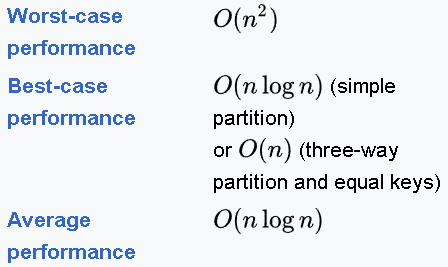 Worst-case performance O(n²)
Best-case performance O(n log n) (simple partition)
or O(n) (three-way partition and equal keys)
Average performance O(n log n)